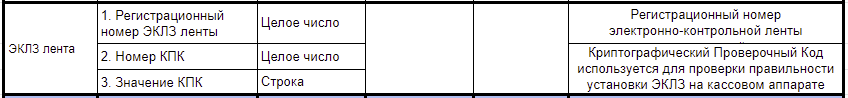 ЭКЛЗ лента
1. Регистрационный
номер ЭКЛЗ ленты
Целое число
Регистрационный номер
электронно-контрольной ленты
2. Номер КПК
Целое число
Криптографический Проверочный Код
используется для проверки правильности
установки ЭКЛЗ на кассовом аппарате
3. Значение КПК
Строка